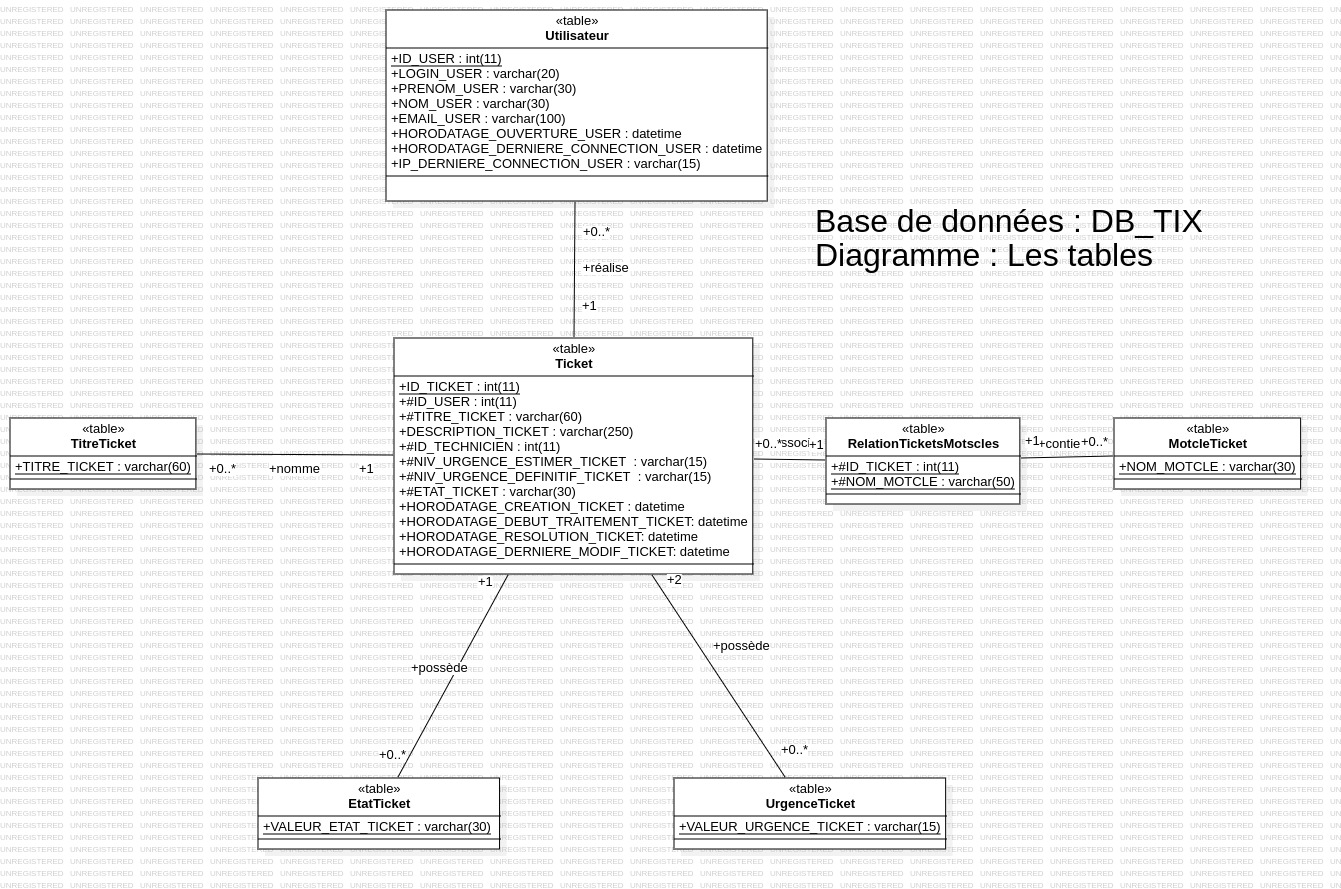 «table»
Utilisateur
+ID_USER : int(11)
+LOGIN_USER : varchar(20)
+PRENOM_USER : varchar(30)
+NOM_USER : varchar(30)
+EMAIL_USER : varchar(100)
+HORODATAGE_OUVERTURE_USER : datetime
+HORODATAGE_DERNIERE_CONNECTION_USER : datetime
+IP_DERNIERE_CONNECTION_USER : varchar(15)
Base de données : DB_TIX
Diagramme : Les tables
+0..*
+réalise
+1
«table»
Ticket
+ID_TICKET : int(11)
+#ID_USER : int(11)
+#TITRE_TICKET : varchar(60)
+DESCRIPTION_TICKET : varchar(250)
+#ID_TECHNICIEN : int(11)
+#NIV_URGENCE_ESTIMER_TICKET : varchar(15)
+#NIV_URGENCE_DEFINITIF_TICKET : varchar(15)
+#ETAT_TICKET : varchar(30)
+HORODATAGE_CREATION_TICKET : datetime
+HORODATAGE_DEBUT_TRAITEMENT_TICKET: datetime
+HORODATAGE_RESOLUTION_TICKET: datetime
+HORODATAGE_DERNIERE_MODIF_TICKET: datetime
«table»
TitreTicket
+TITRE_TICKET : varchar(60)
+0..* +nomme +1
+0..* ssoci +1
«table»
RelationTicketsMotscles
+#ID_TICKET : int(11)
+#NOM_MOTCLE : varchar(50)
+1 +contie +0..*
«table»
MotcleTicket
+NOM_MOTCLE : varchar(30)
+1
+possède
+0..*
+2
+possède
+0..*
«table»
EtatTicket
+VALEUR_ETAT_TICKET : varchar(30)
«table»
UrgenceTicket
+VALEUR_URGENCE_TICKET : varchar(15)
UNREGISTERED